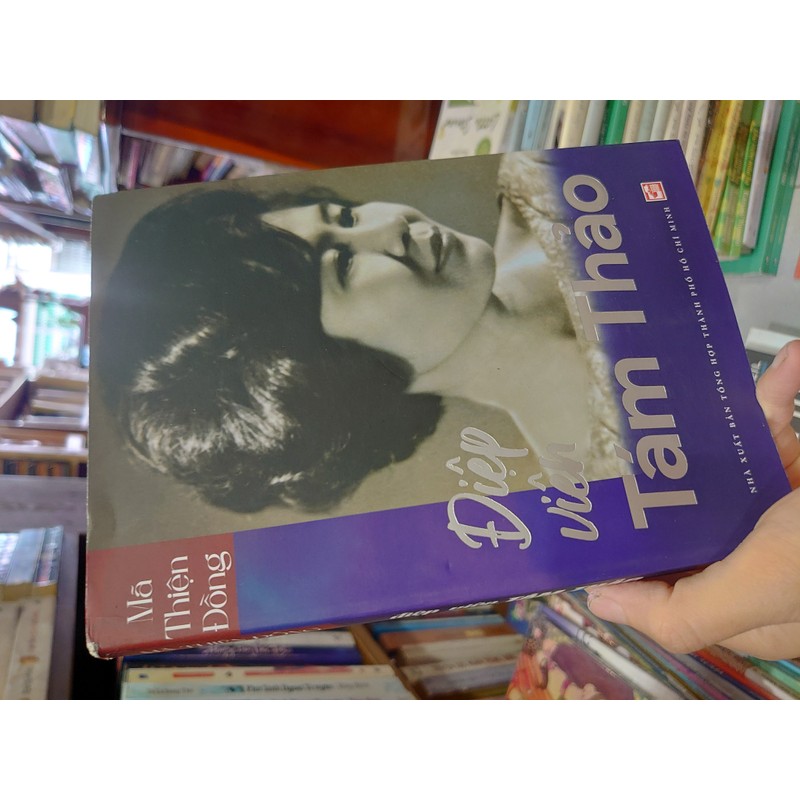 Mã
Thiện
Đồng
Điệp
viên
Tám Thảo
NHÀ XUẤT BẢN TỔNG HỢP THÀNH PHỐ HỒ CHÍ MINH